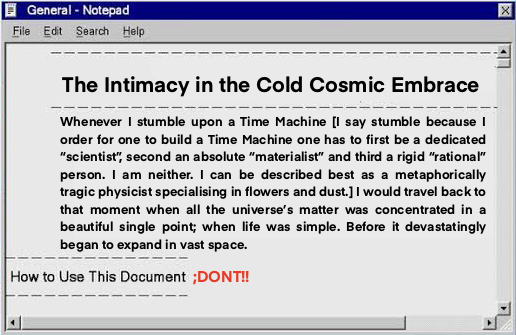 General - Notepad
File Edit Search Help
The Intimacy in the Cold Cosmic Embrace
Whenever I stumble upon a Time Machine [I say stumble because I
order for one to build a Time Machine one has to first be a dedicated
“scientist”, second an absolute “materialist” and third a rigid “rational”
person. I am neither. I can be described best as a metaphorically
tragic physicist specialising in flowers and dust.] I would travel back to
that moment when all the universe’s matter was concentrated in a
beautiful single point; when life was simple. Before it devastatingly
began to expand in vast space.
How to Use This Document ;DONT!!